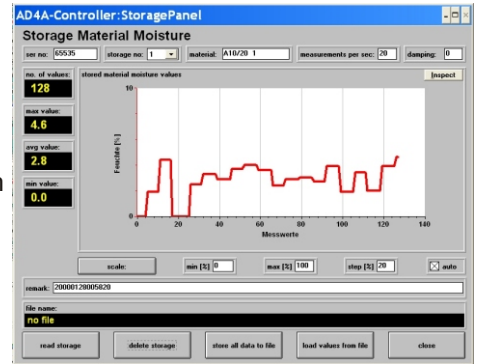 AD4A-Controller:StoragePanel
Storage Material Moisture
ser no: 65535 storage no: 1 material: A10/20 1 measurements per sec: 20 damping: 0
no. of values:
128
max value:
4.6
avg value:
2.8
min value:
0.0
stored material moisture values
Inspect
10
0
Feuchte [%]
0 20 40 60 80 100 120 140
Messwerte
scale: min [%] 0 max [%] 100 step [%] 20 auto
remark: 20000128005820
file name:
no file
read storage delete storage store all data to file load values from file close